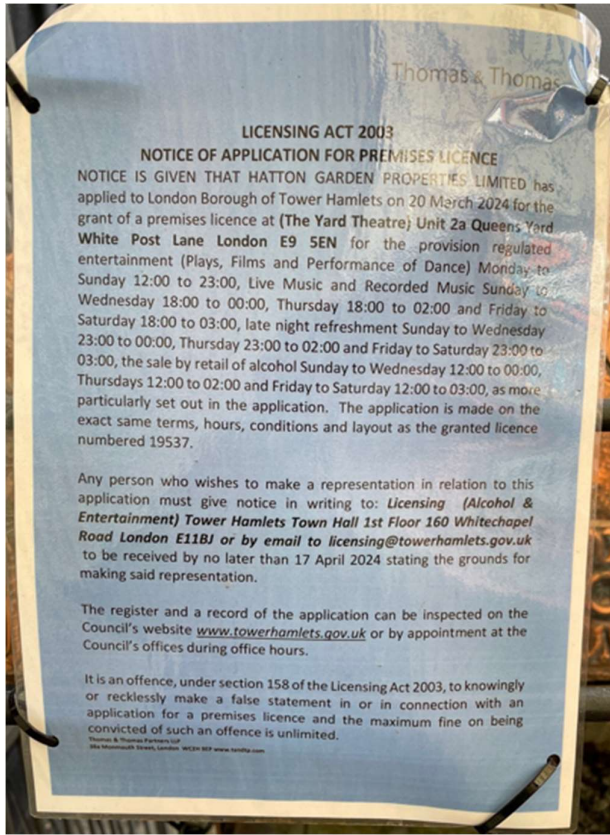 Thomas & Thomas
LICENSING ACT 2003
NOTICE OF APPLICATION FOR PREMISES LICENCE
NOTICE IS GIVEN THAT HATTON GARDEN PROPERTIES LIMITED has
applied to London Borough of Tower Hamlets on 20 March 2024 for the
grant of a premises licence at (The Yard Theatre) Unit 2a Queens Yard
White Post Lane London E9 5EN for the provision regulated
entertainment (Plays, Films and Performance of Dance) Monday to
Sunday 12:00 to 23:00, Live Music and Recorded Music Sunday to
Wednesday 18:00 to 00:00, Thursday 18:00 to 02:00 and Friday to
Saturday 18:00 to 03:00, late night refreshment Sunday to Wednesday
23:00 to 00:00, Thursday 23:00 to 02:00 and Friday to Saturday 23:00 to
03:00, the sale by retail of alcohol Sunday to Wednesday 12:00 to 00:00,
Thursdays 12:00 to 02:00 and Friday to Saturday 12:00 to 03:00, as more
particularly set out in the application. The application is made on the
exact same terms, hours, conditions and layout as the granted licence
numbered 19537.
Any person who wishes to make a representation in relation to this
application must give notice in writing to: Licensing (Alcohol &
Entertainment) Tower Hamlets Town Hall 1st Floor 160 Whitechapel
Road London E11BJ or by email to licensing@towerhamlets.gov.uk
to be received by no later than 17 April 2024 stating the grounds for
making said representation.
The register and a record of the application can be inspected on the
Council's website www.towerhamlets.gov.uk or by appointment at the
Council's offices during office hours.
It is an offence, under section 158 of the Licensing Act 2003, to knowingly
or recklessly make a false statement in or in connection with an
application for a premises licence and the maximum fine on being
convicted of such an offence is unlimited.
Thomas & Thomas Partners LLP
Monmouth Street, London WC2H 9EP www.tandtp.com